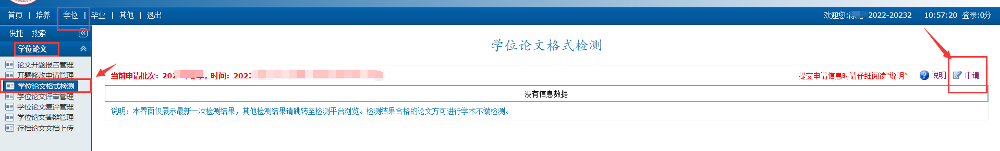 首页 | 培养 学位 | 毕业 | 其他 | 退出
欢迎您: 2022-20232 10:57:20 登录:0分
快捷 搜索
学位论文
论文开题报告管理
开题修改申请管理
学位论文格式检测
学位论文评审管理
学位论文复评管理
学位论文答辩管理
存档论文文档上传
学位论文格式检测
当前申请批次：202 ，时间：2022
提交申请信息时请仔细阅读“说明” 说明 申请
没有信息数据
说明：本界面仅展示最新一次检测结果，其他检测结果请跳转至检测平台浏览。检测结果合格的论文方可进行学术不端检测。